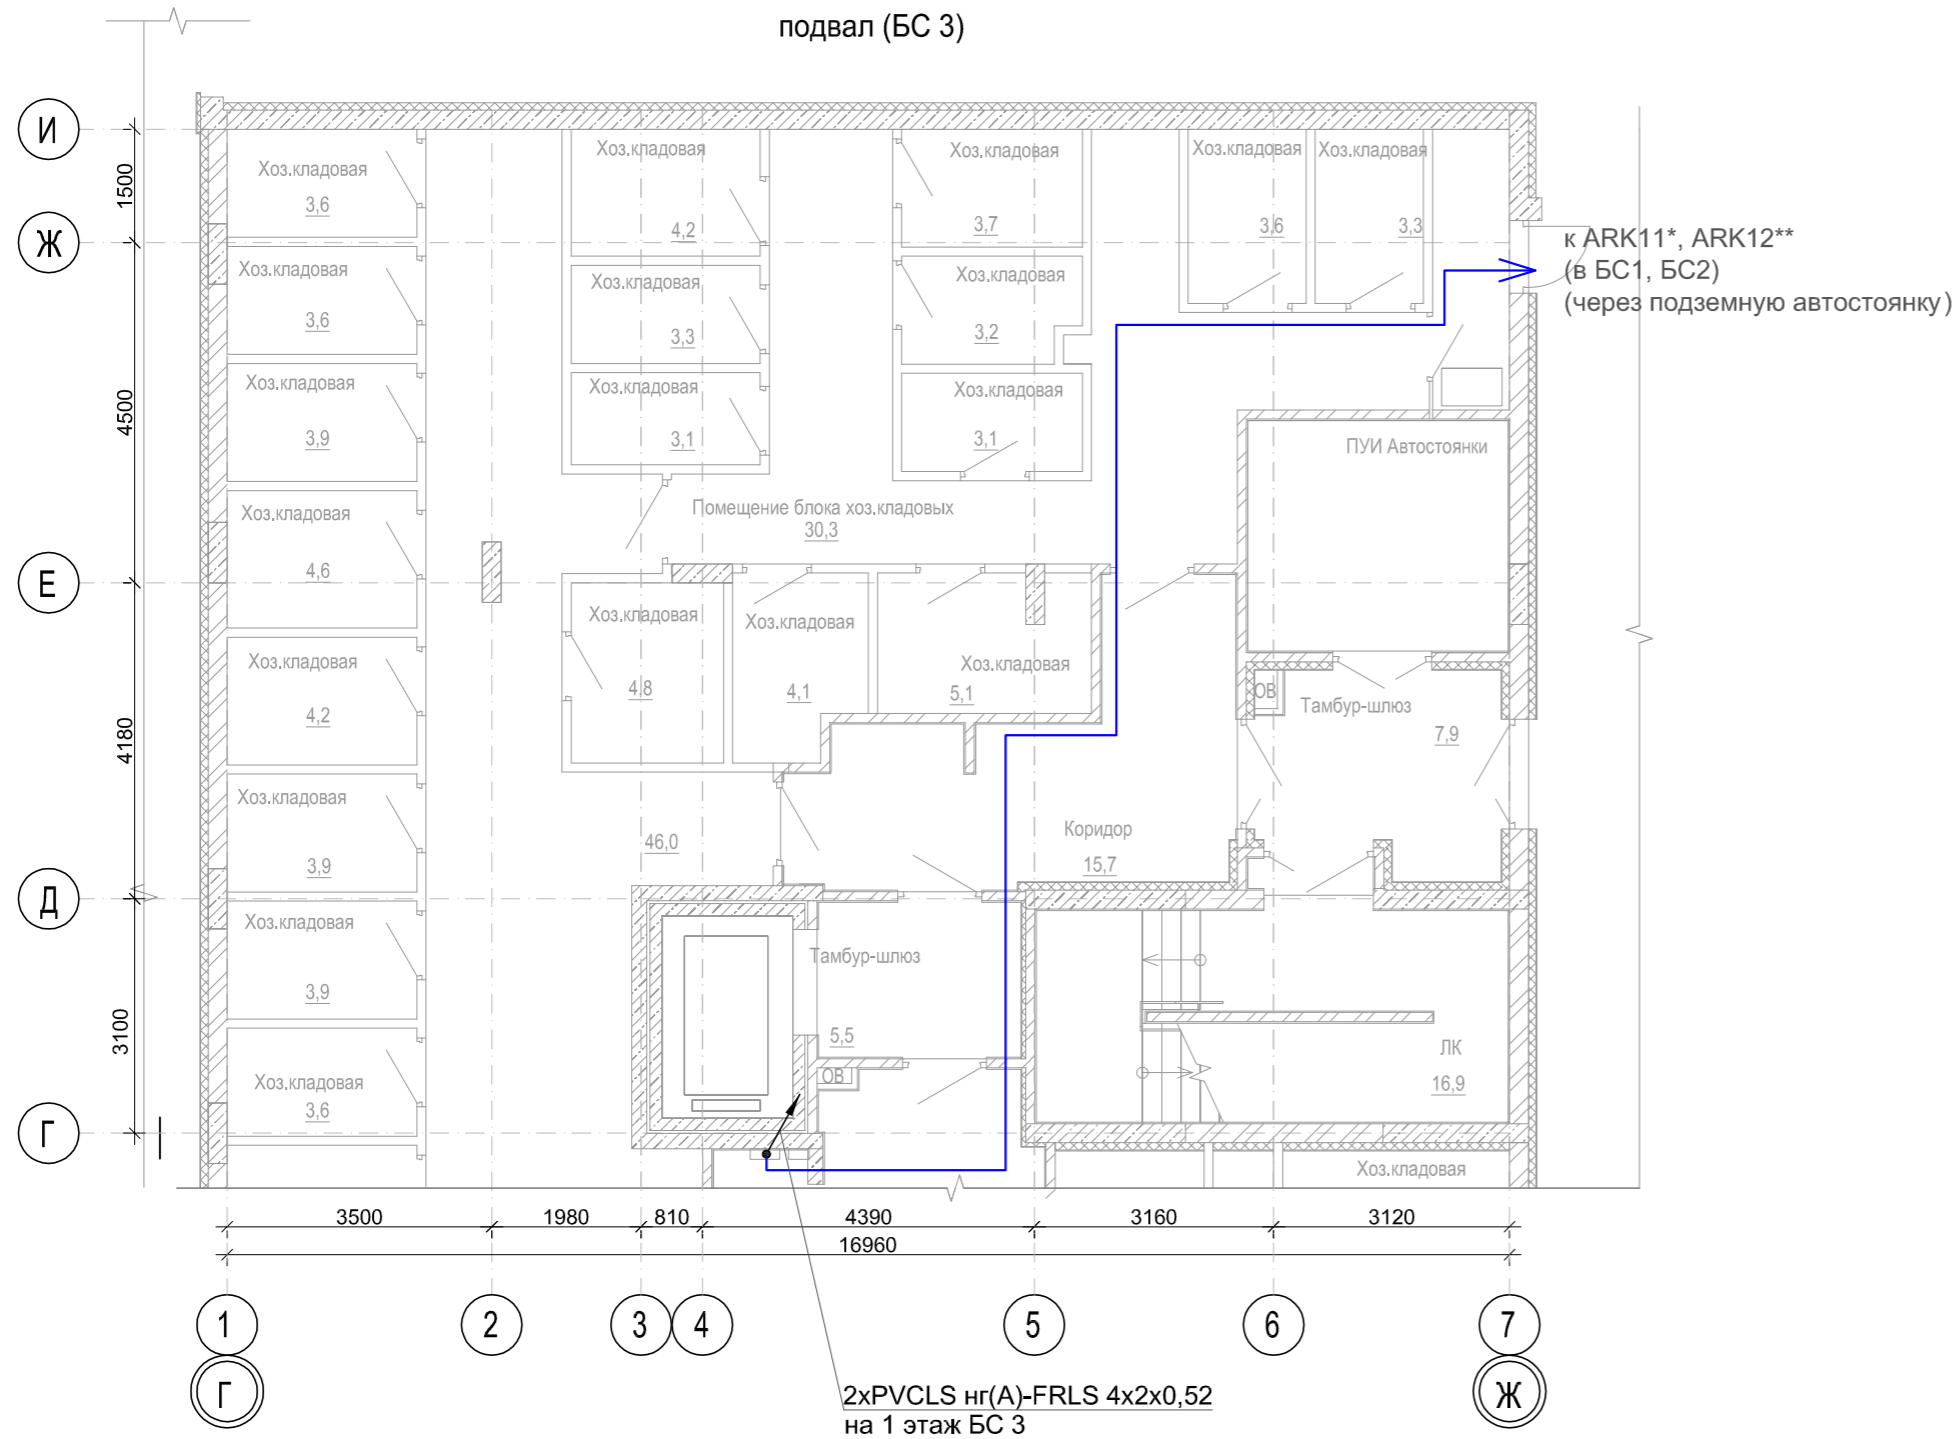 подвал (БС 3)
И
Хоз.кладовая
3,6
Хоз.кладовая
4,2
Хоз.кладовая
3,7
Хоз.кладовая
3,6
Хоз.кладовая
3,3
1500
Ж
к ARK11*, ARK12**
(в БС1, БС2)
(через подземную автостоянку)
Хоз.кладовая
3,6
Хоз.кладовая
3,3
Хоз.кладовая
3,2
4500
Хоз.кладовая
3,9
Хоз.кладовая
3,1
Хоз.кладовая
3,1
ПУИ Автостоянки
Хоз.кладовая
4,6
Помещение блока хоз.кладовых
30,3
Е
Хоз.кладовая
4,8
Хоз.кладовая
4,1
Хоз.кладовая
5,1
Хоз.кладовая
4,2
ОВ
Тамбур-шлюз
7,9
4180
Хоз.кладовая
3,9
46,0
Коридор
15,7
Д
Хоз.кладовая
3,9
Тамбур-шлюз
5,5
3100
ОВ
ЛК
16,9
Хоз.кладовая
3,6
Г
Хоз.кладовая
3500
1980
810
4390
3160
3120
16960
1
2
3
4
5
6
7
Г
Ж
2xPVCLS нг(А)-FRLS 4x2x0,52
на 1 этаж БС 3